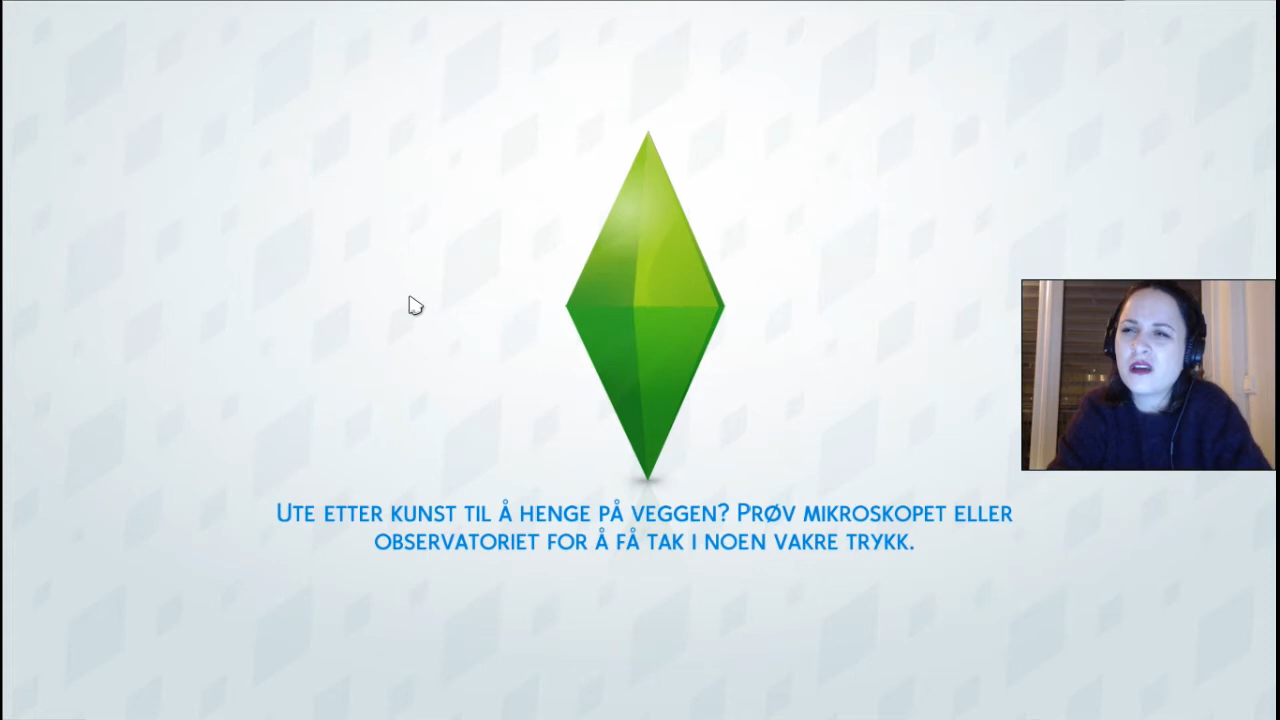 Ute etter kunst til å henge på veggen? Prøv mikroskopet eller
observatoriet for å få tak i noen vakre trykk.